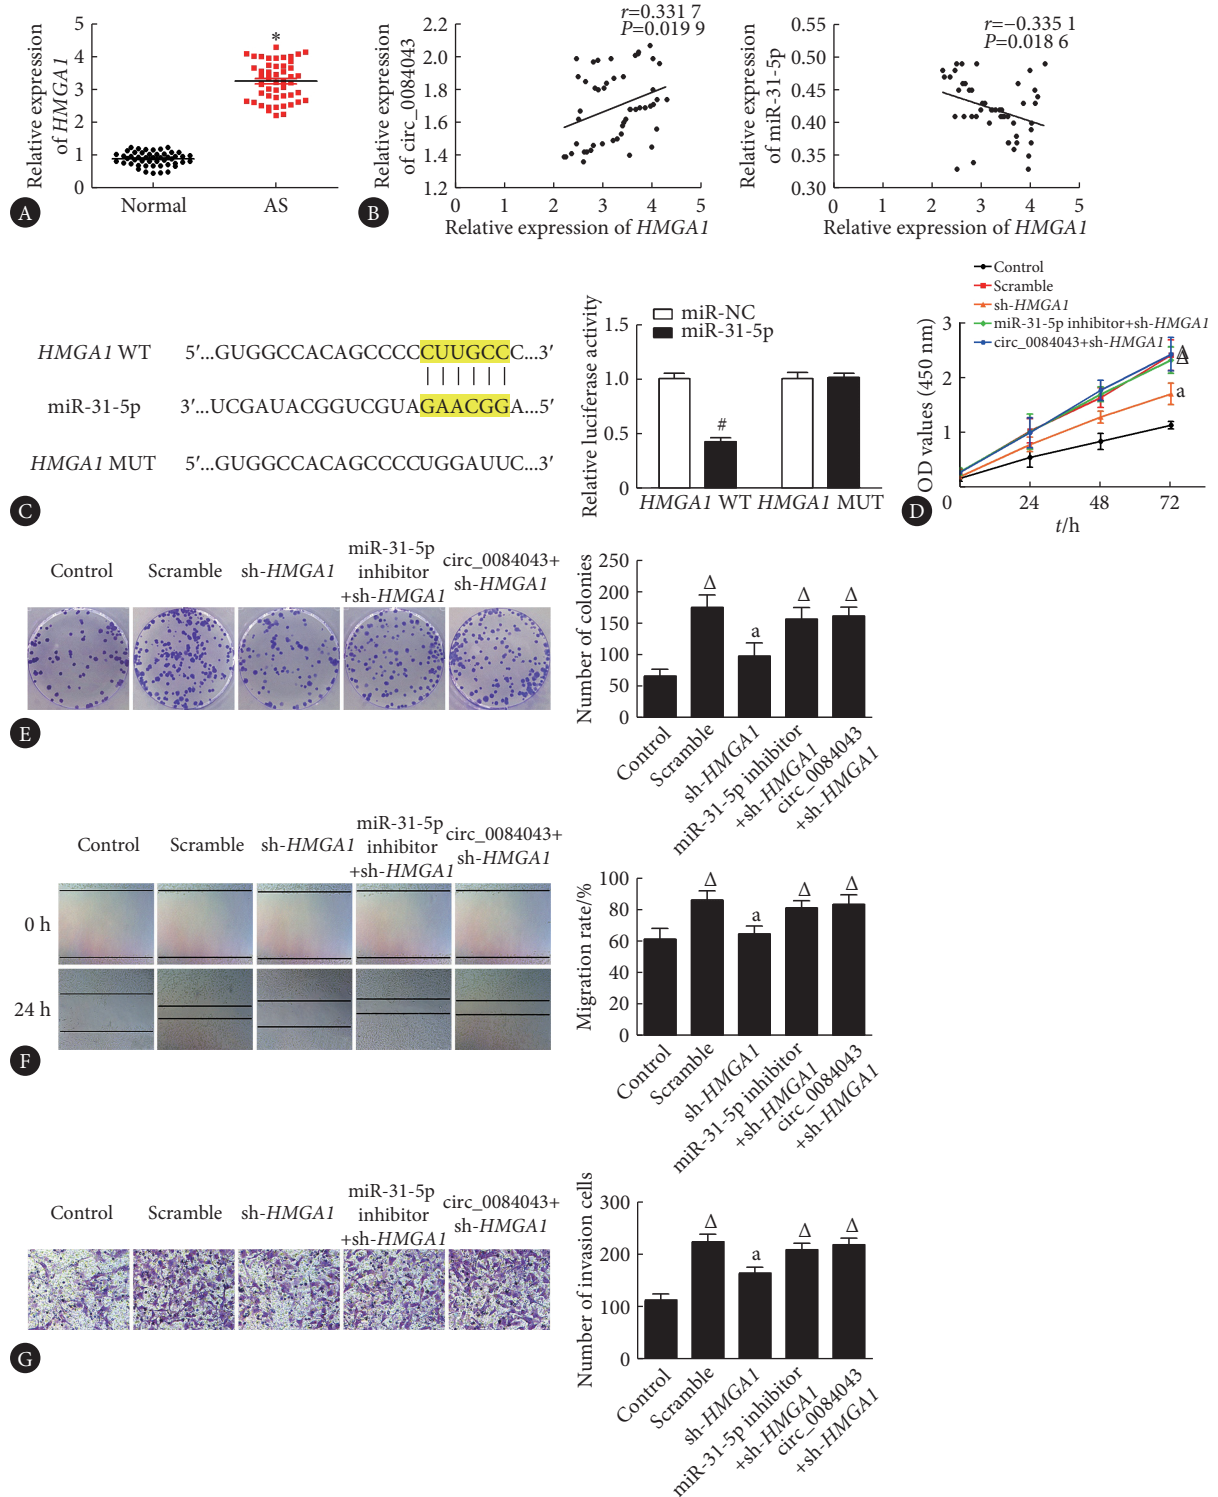 Relative expression
of HMGA1
5
4
3
2
1
0
*
Normal
AS
A
Relative expression
of circ_0084043
2.2
2.0
1.8
1.6
1.4
1.2
r=0.331 7
P=0.019 9
0 1 2 3 4 5
Relative expression of HMGA1
B
Relative expression
of miR-31-5p
0.55
0.50
0.45
0.40
0.35
0.30
r=−0.335 1
P=0.018 6
0 1 2 3 4 5
Relative expression of HMGA1
HMGA1 WT 5′...GUGGCCACAGCCCCCUUGCCC...3′
miR-31-5p 3′...UCGAUACGGUCGUAGAACGGA...5′
HMGA1 MUT 5′...GUGGCCACAGCCCCUGGAUUC...3′
C
Relative luciferase activity
1.5
1.0
0.5
0
miR-NC
miR-31-5p
#
HMGA1 WT HMGA1 MUT
Control
Scramble
sh-HMGA1
miR-31-5p inhibitor+sh-HMGA1
circ_0084043+sh-HMGA1
OD values (450 nm)
3
2
1
0 24 48 72
t/h
Δ
Δ
a
D
Control
Scramble
sh-HMGA1
miR-31-5p
inhibitor
+sh-HMGA1
circ_0084043+
sh-HMGA1
E
Number of colonies
250
200
150
100
50
0
Δ
a
Δ
Δ
Control
Scramble
sh-HMGA1
miR-31-5p inhibitor
+sh-HMGA1
circ_0084043
+sh-HMGA1
Control
Scramble
sh-HMGA1
miR-31-5p
inhibitor
+sh-HMGA1
circ_0084043+
sh-HMGA1
0 h
24 h
F
Migration rate/%
100
80
60
40
20
0
Δ
a
Δ
Δ
Control
Scramble
sh-HMGA1
miR-31-5p inhibitor
+sh-HMGA1
circ_0084043
+sh-HMGA1
Control
Scramble
sh-HMGA1
miR-31-5p
inhibitor
+sh-HMGA1
circ_0084043+
sh-HMGA1
G
Number of invasion cells
300
200
100
0
Δ
a
Δ
Δ
Control
Scramble
sh-HMGA1
miR-31-5p inhibitor
+sh-HMGA1
circ_0084043
+sh-HMGA1